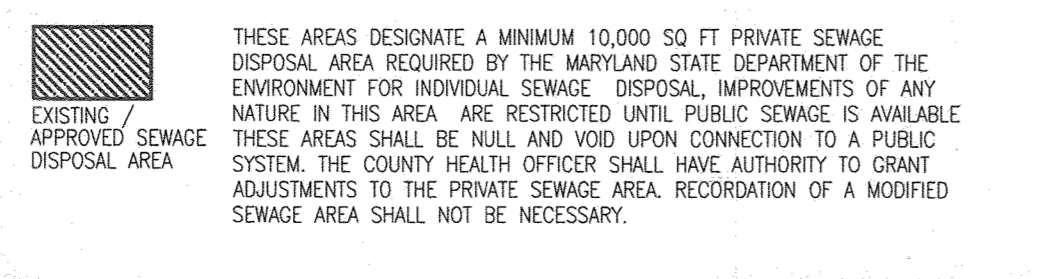 EXISTING /
APPROVED SEWAGE
DISPOSAL AREA
THESE AREAS DESIGNATE A MINIMUM 10,000 SQ FT PRIVATE SEWAGE
DISPOSAL AREA REQUIRED BY THE MARYLAND STATE DEPARTMENT OF THE
ENVIRONMENT FOR INDIVIDUAL SEWAGE DISPOSAL, IMPROVEMENTS OF ANY
NATURE IN THIS AREA ARE RESTRICTED UNTIL PUBLIC SEWAGE IS AVAILABLE
THESE AREAS SHALL BE NULL AND VOID UPON CONNECTION TO A PUBLIC
SYSTEM. THE COUNTY HEALTH OFFICER SHALL HAVE AUTHORITY TO GRANT
ADJUSTMENTS TO THE PRIVATE SEWAGE AREA. RECORDATION OF A MODIFIED
SEWAGE AREA SHALL NOT BE NECESSARY.